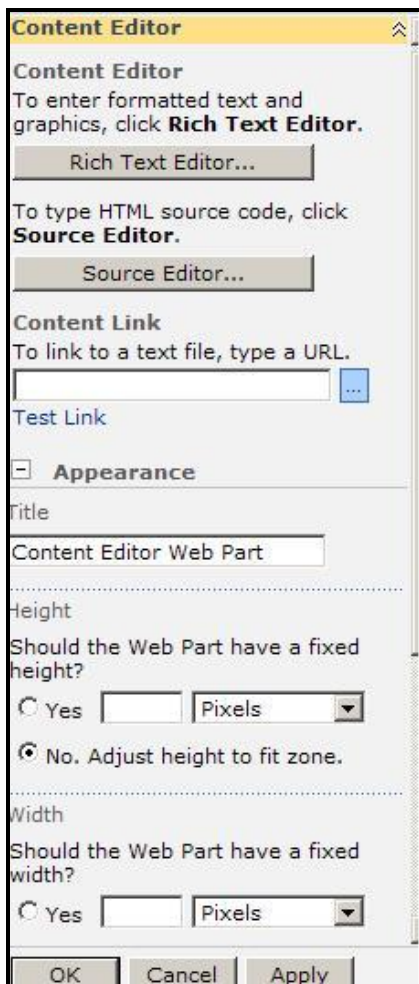 Content Editor
Content Editor
To enter formatted text and
graphics, click Rich Text Editor.
Rich Text Editor...
To type HTML source code, click
Source Editor.
Source Editor...
Content Link
To link to a text file, type a URL.
...
Test Link
Appearance
Title
Content Editor Web Part
Height
Should the Web Part have a fixed
height?
Yes Pixels
No. Adjust height to fit zone.
Width
Should the Web Part have a fixed
width?
Yes Pixels
OK Cancel Apply